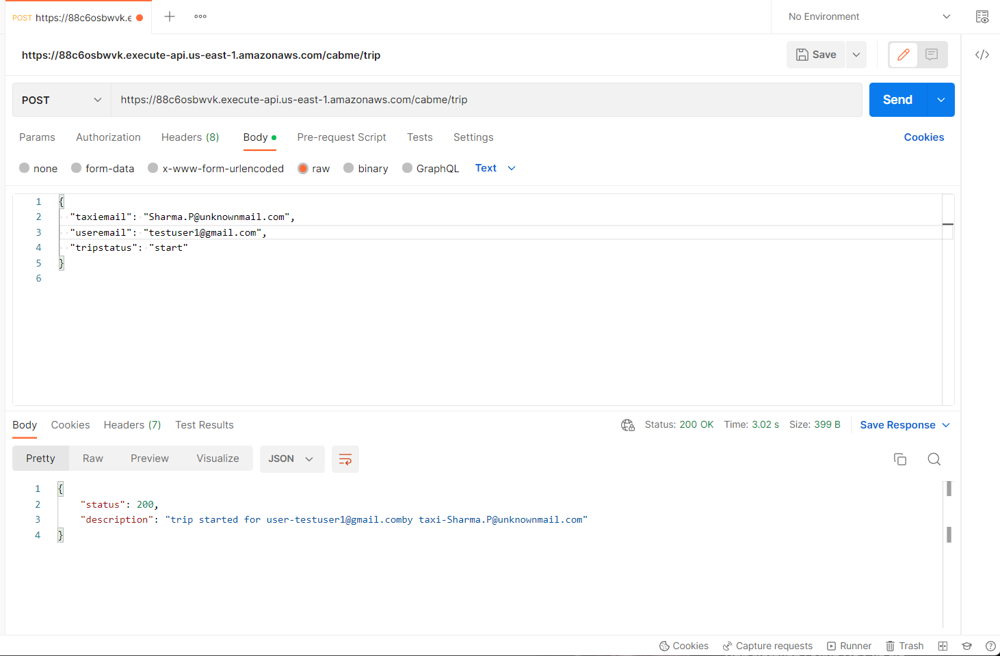 POST https://88c6osbwvk.e
No Environment
https://88c6osbwvk.execute-api.us-east-1.amazonaws.com/cabme/trip
Save
POST
https://88c6osbwvk.execute-api.us-east-1.amazonaws.com/cabme/trip
Send
Params Authorization Headers (8) Body Pre-request Script Tests Settings Cookies
none form-data x-www-form-urlencoded raw binary GraphQL Text
1 {
2 "taxiemail": "Sharma.P@unknownmail.com",
3 "useremail": "testuser1@gmail.com",
4 "tripstatus": "start"
5 }
6
Body Cookies Headers (7) Test Results Status: 200 OK Time: 3.02 s Size: 399 B Save Response
Pretty Raw Preview Visualize JSON
1 {
2 "status": 200,
3 "description": "trip started for user-testuser1@gmail.comby taxi-Sharma.P@unknownmail.com"
4 }
Cookies Capture requests Runner Trash